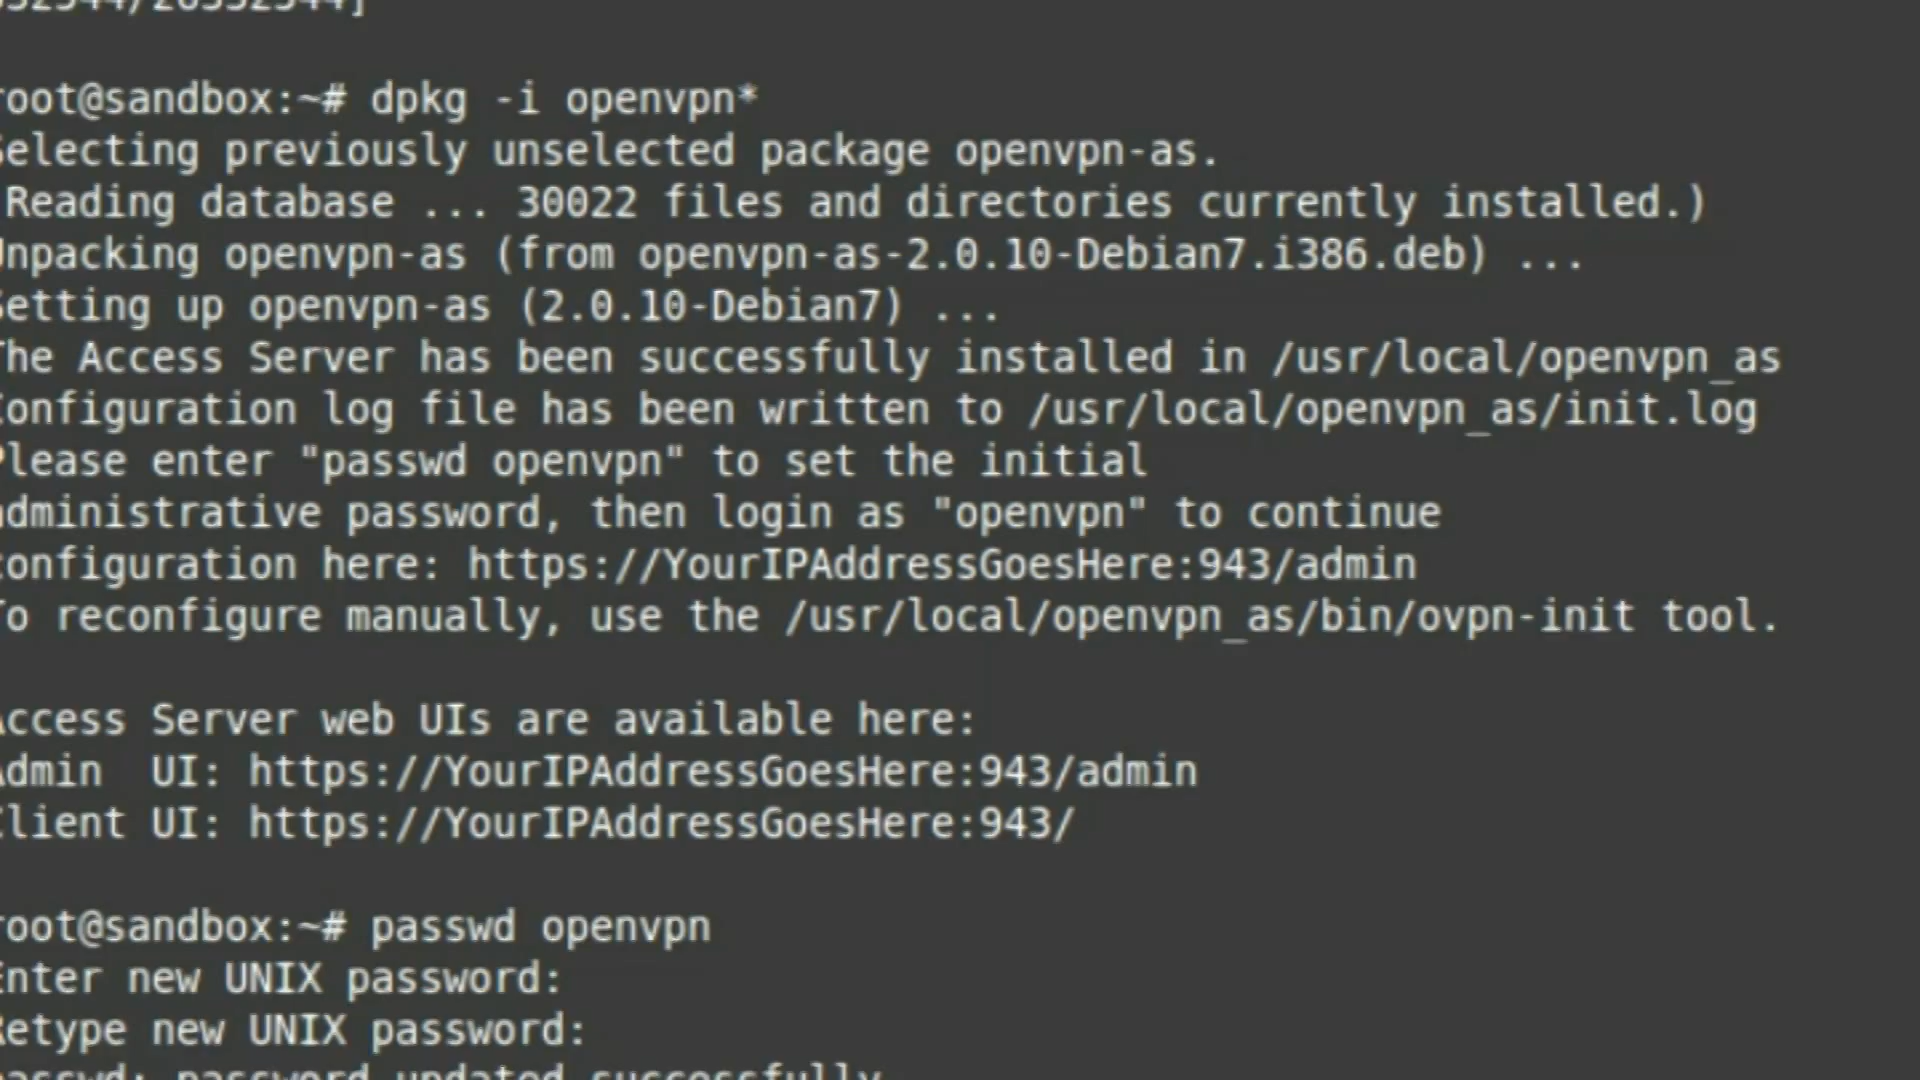 root@sandbox:~# dpkg -i openvpn*
Selecting previously unselected package openvpn-as.
(Reading database ... 30022 files and directories currently installed.)
Unpacking openvpn-as (from openvpn-as-2.0.10-Debian7.i386.deb) ...
Setting up openvpn-as (2.0.10-Debian7) ...
The Access Server has been successfully installed in /usr/local/openvpn_as
Configuration log file has been written to /usr/local/openvpn_as/init.log
Please enter "passwd openvpn" to set the initial
administrative password, then login as "openvpn" to continue
configuration here: https://YourIPAddressGoesHere:943/admin
To reconfigure manually, use the /usr/local/openvpn_as/bin/ovpn-init tool.
Access Server web UIs are available here:
Admin  UI: https://YourIPAddressGoesHere:943/admin
Client UI: https://YourIPAddressGoesHere:943/
root@sandbox:~# passwd openvpn
Enter new UNIX password:
Retype new UNIX password:
passwd: password updated successfully